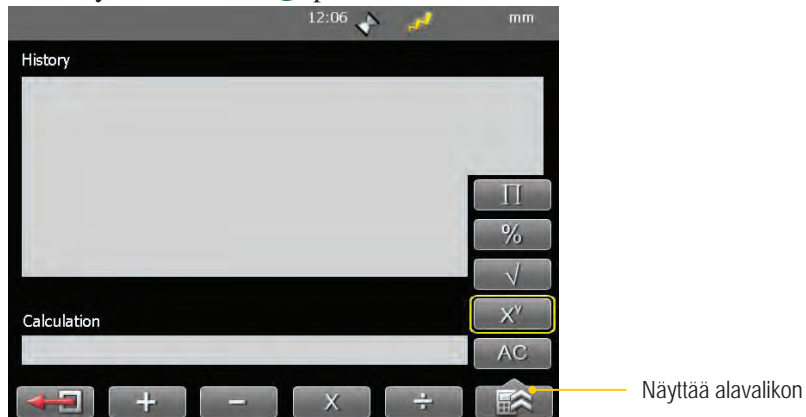 12:06 mm
History
Π
%
√
Xʸ
Calculation
AC
+ − X ÷
Näyttää alavalikon